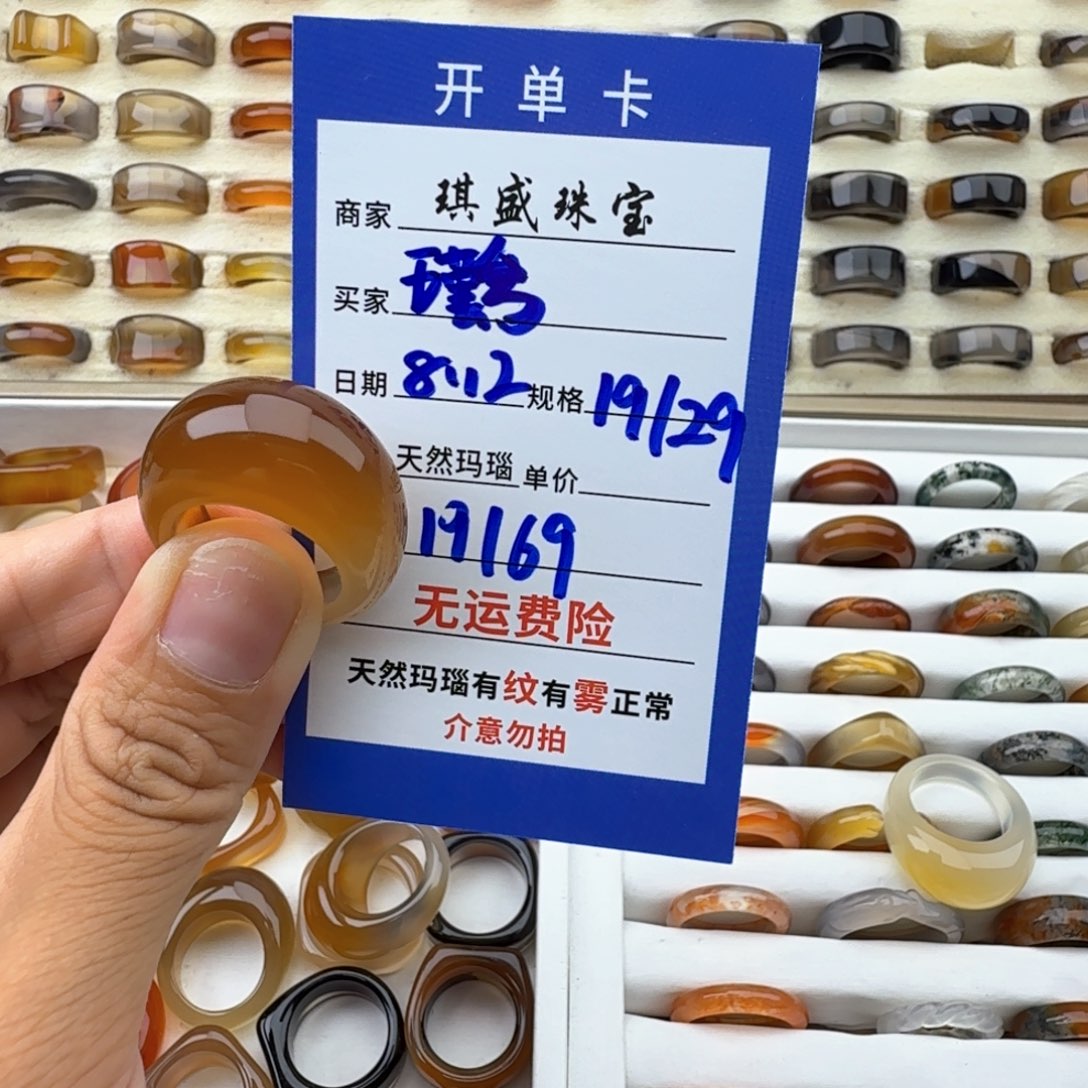 开单卡
商家 琪盛珠宝
买家
日期 8.12 规格 19/29
天然玛瑙 单价
19/69
无运费险
天然玛瑙有纹有雾正常
介意勿拍